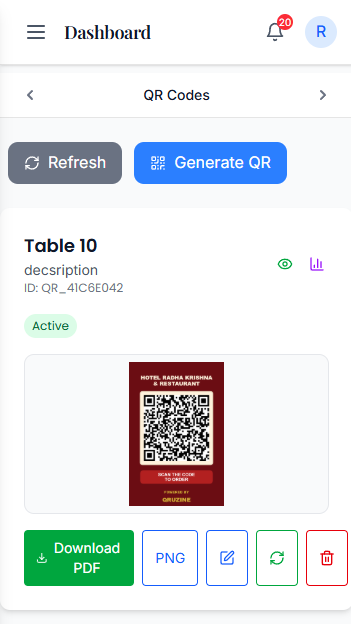 Dashboard
20
R
QR Codes
Refresh
Generate QR
Table 10
decsription
ID: QR_41C6E042
Active
HOTEL RADHA KRISHNA
& RESTAURANT
SCAN THE CODE
TO ORDER
POWERED BY
QRUZINE
Download
PDF
PNG